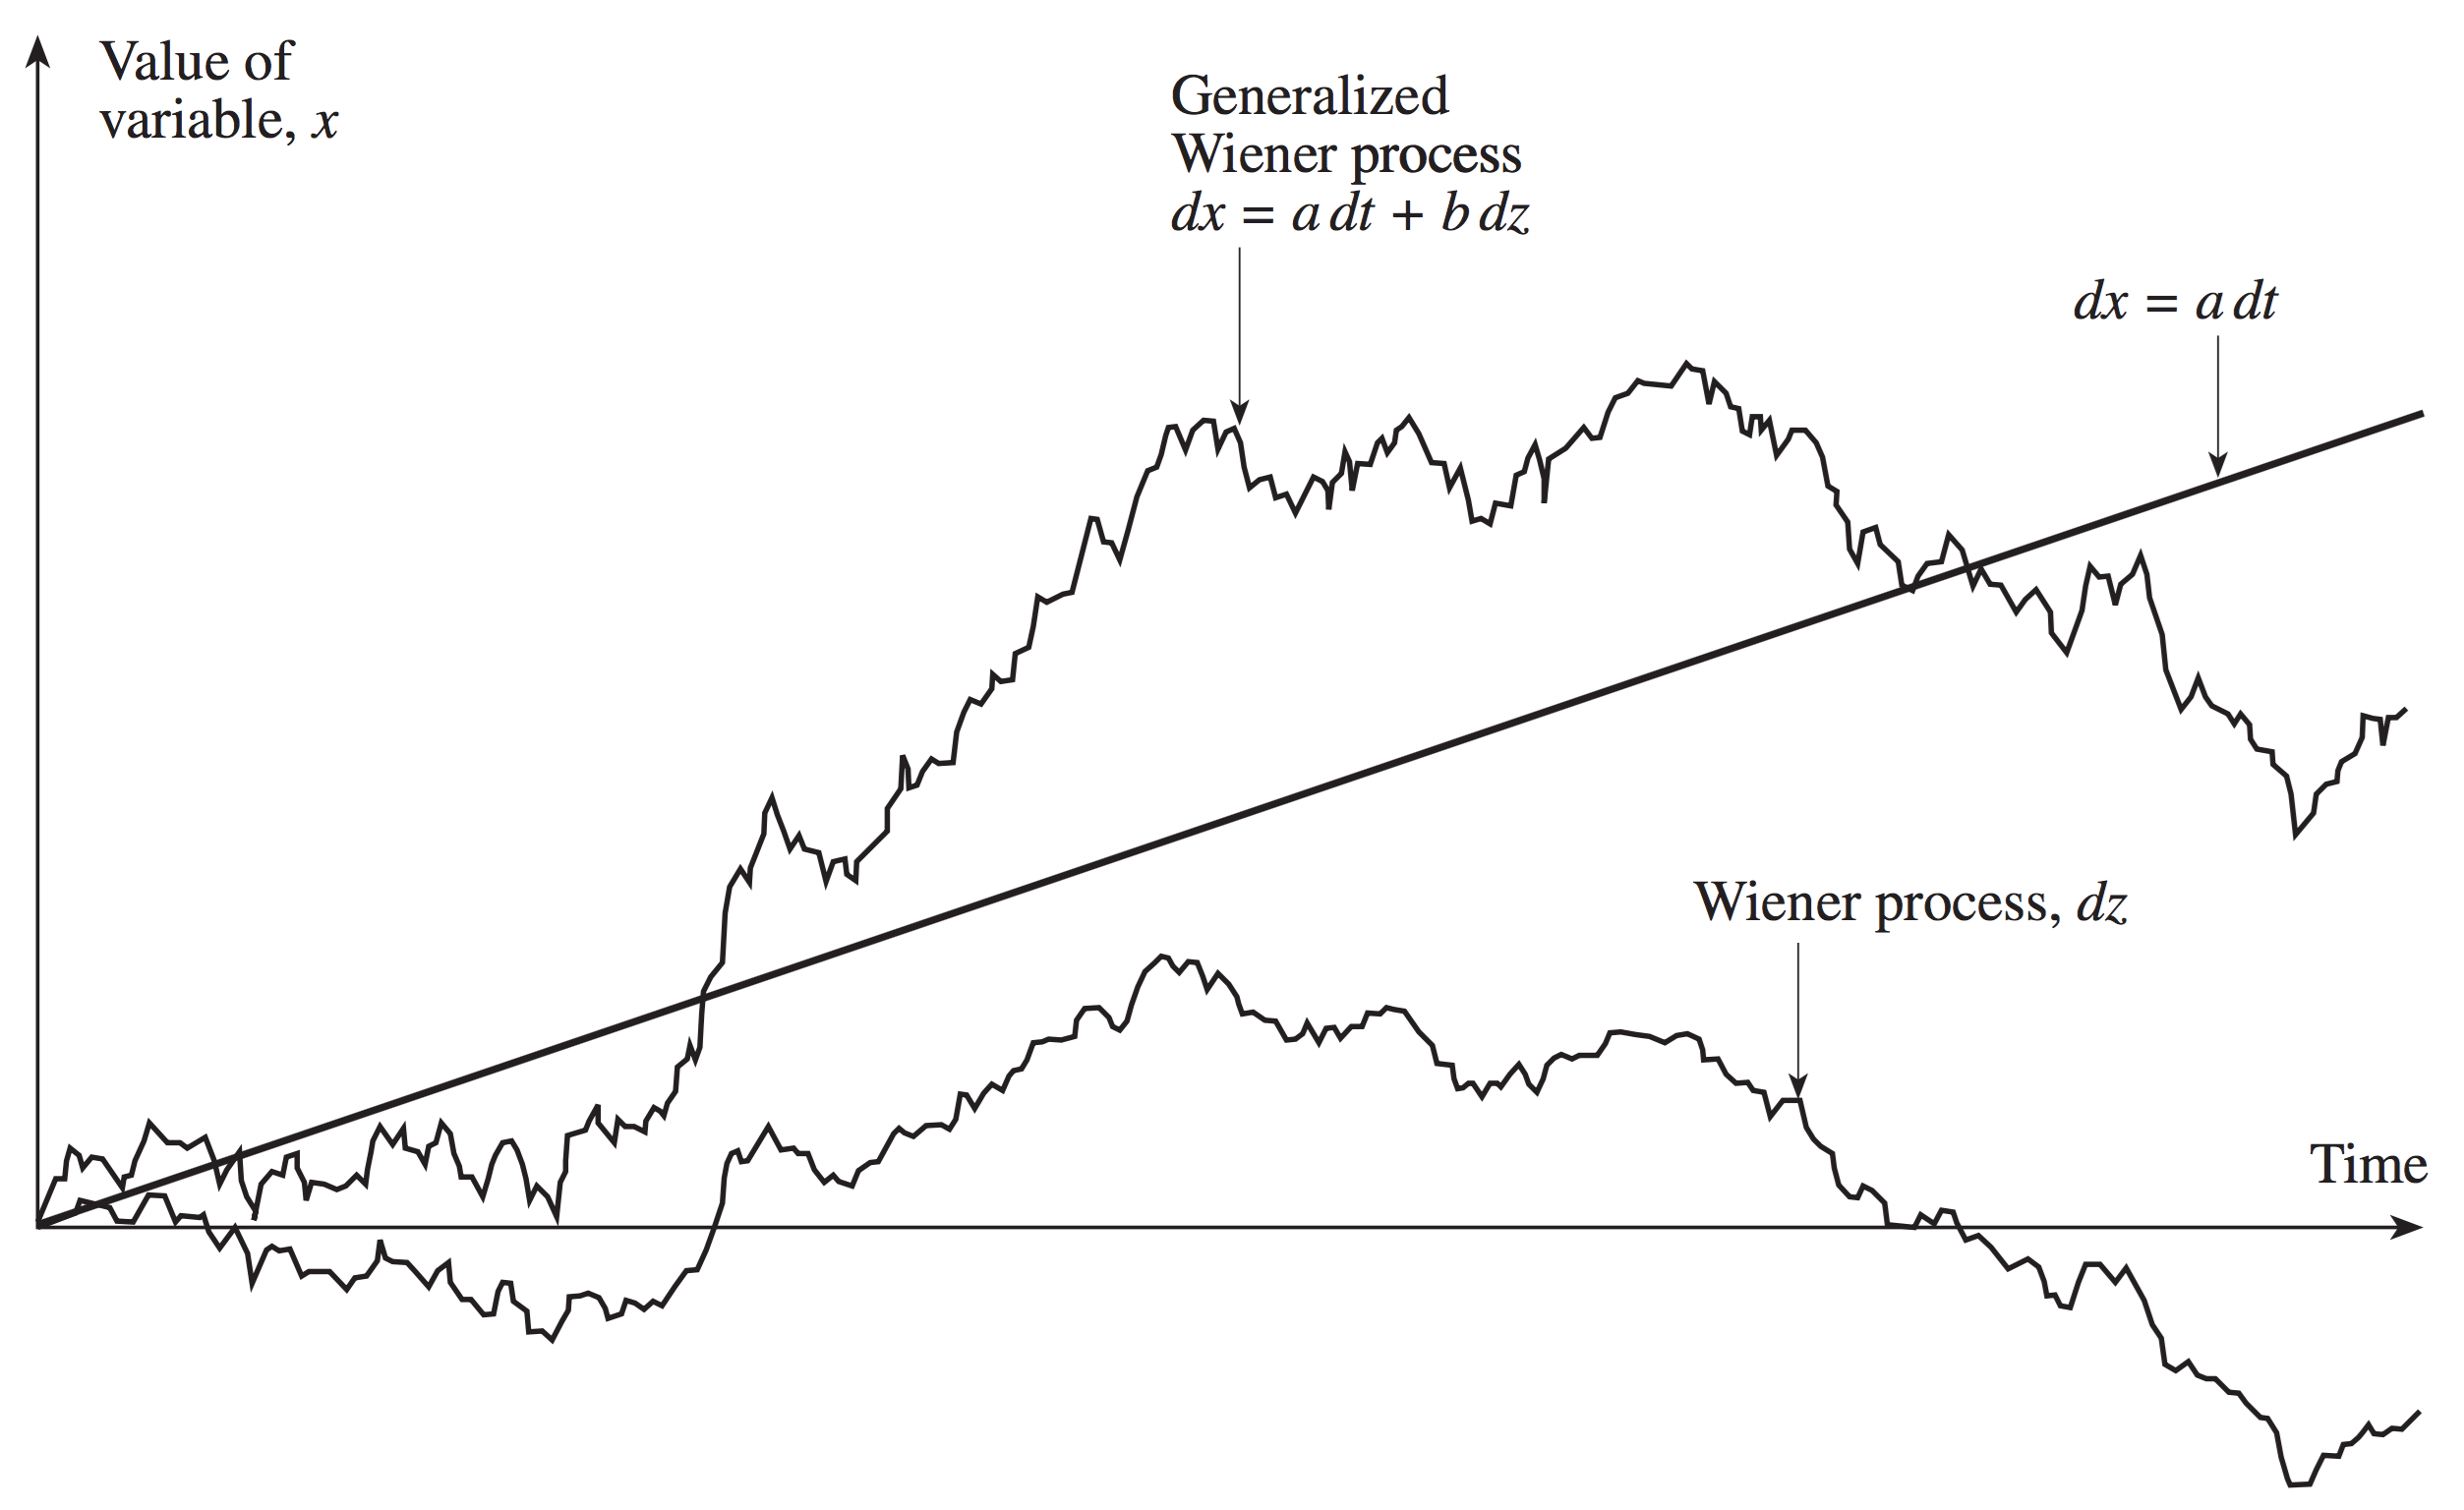 Value of
variable, x
Generalized
Wiener process
dx = a dt + b dz
dx = a dt
Wiener process, dz
Time